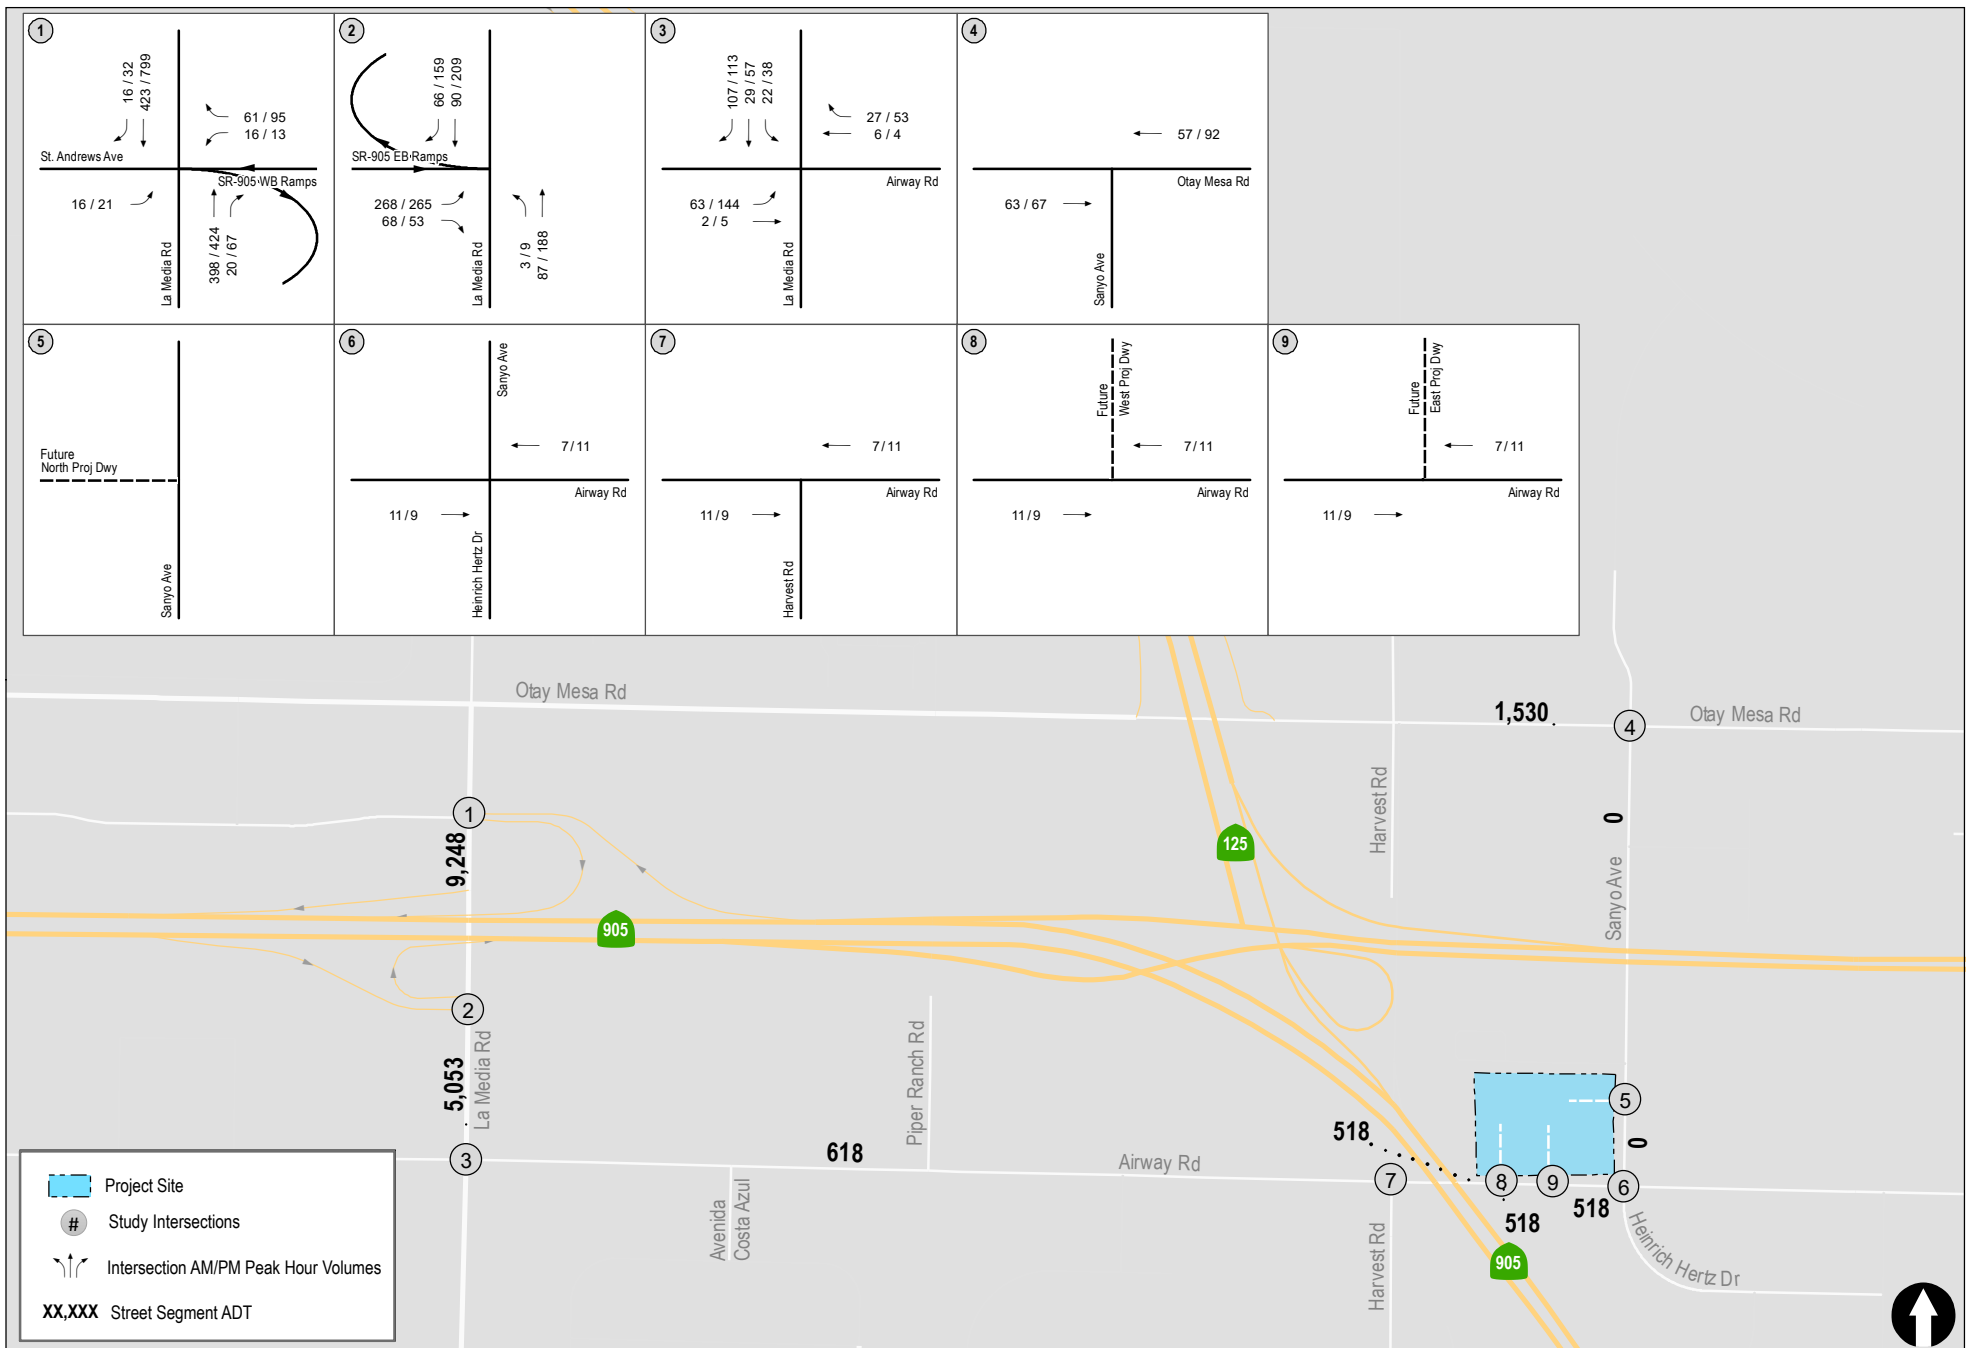 1
16 / 32
423 / 799
61 / 95
16 / 13
St. Andrews Ave
SR-905 WB Ramps
16 / 21
398 / 424
20 / 67
La Media Rd
2
66 / 159
90 / 209
SR-905 EB Ramps
268 / 265
68 / 53
3 / 9
87 / 188
La Media Rd
3
107 / 113
29 / 57
22 / 38
27 / 53
6 / 4
Airway Rd
63 / 144
2 / 5
La Media Rd
4
57 / 92
Otay Mesa Rd
63 / 67
Sanyo Ave
5
Future
North Proj Dwy
Sanyo Ave
6
Sanyo Ave
7 / 11
Airway Rd
11 / 9
Heinrich Hertz Dr
7
7 / 11
Airway Rd
11 / 9
Harvest Rd
8
Future
West Proj Dwy
7 / 11
Airway Rd
11 / 9
9
Future
East Proj Dwy
7 / 11
Airway Rd
11 / 9
Otay Mesa Rd
1,530
4
Otay Mesa Rd
1
9,248
125
Harvest Rd
0
Sanyo Ave
905
2
5,053
La Media Rd
Piper Ranch Rd
3
618
Airway Rd
Avenida
Costa Azul
518
7
8
9
5
0
6
518
518
905
Harvest Rd
Heinrich Hertz Dr
Project Site
# Study Intersections
Intersection AM/PM Peak Hour Volumes
XX,XXX Street Segment ADT